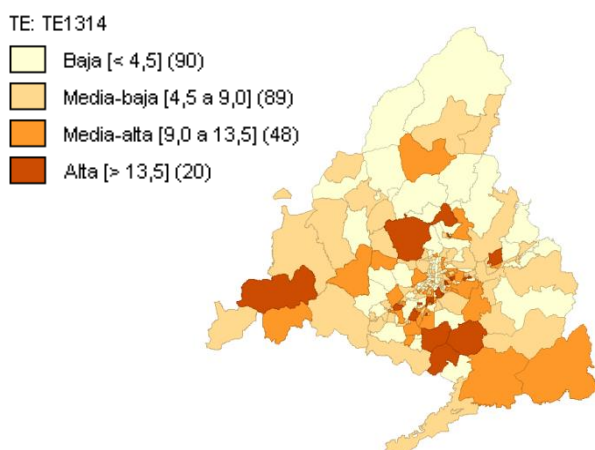 TE: TE1314
Baja [< 4,5] (90)
Media-baja [4,5 a 9,0] (89)
Media-alta [9,0 a 13,5] (48)
Alta [> 13,5] (20)